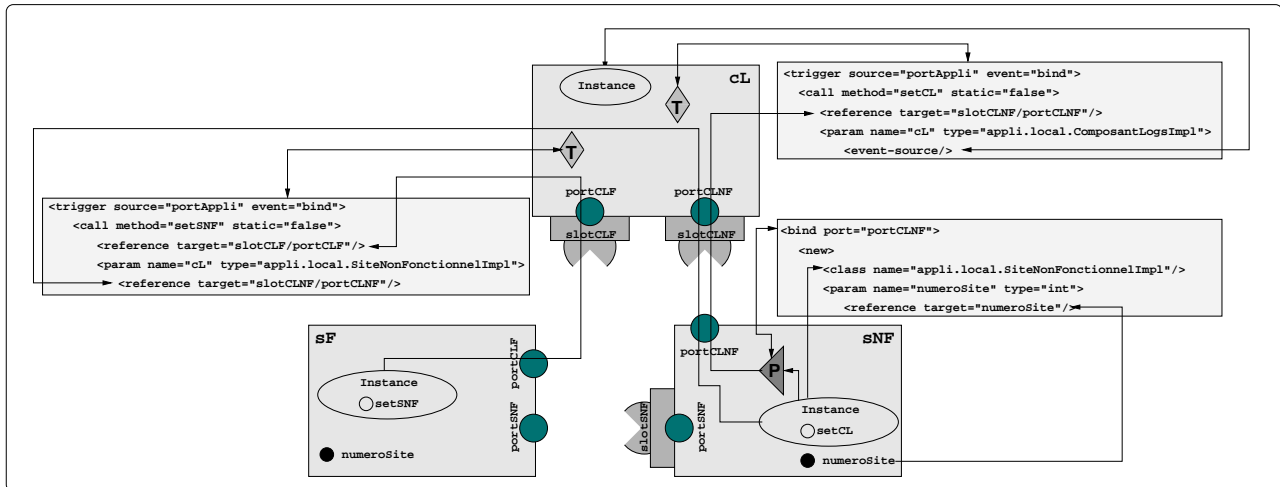 cL
Instance
T
T
portCLF
portCLNF
slotCLF
slotCLNF
<trigger source="portAppli" event="bind">
<call method="setCL" static="false">
<reference target="slotCLNF/portCLNF"/>
<param name="cL" type="appli.local.ComposantLogsImpl">
<event-source/>
<trigger source="portAppli" event="bind">
<call method="setSNF" static="false">
<reference target="slotCLF/portCLF"/>
<param name="cL" type="appli.local.SiteNonFonctionnelImpl">
<reference target="slotCLNF/portCLNF"/>
<bind port="portCLNF">
<new>
<class name="appli.local.SiteNonFonctionnelImpl"/>
<param name="numeroSite" type="int">
<reference target="numeroSite"/>
sF
Instance
setSNF
numeroSite
portCLF
portSNF
sNF
portCLNF
P
slotSNF
portSNF
Instance
setCL
numeroSite